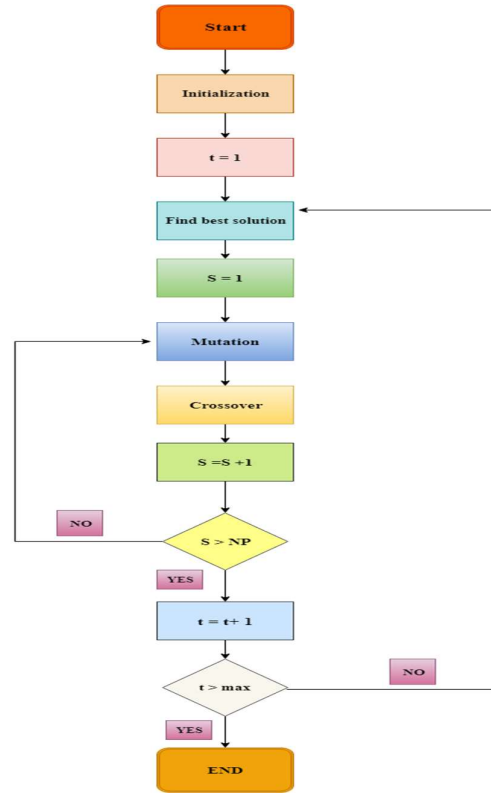 Start
Initialization
t = 1
Find best solution
S = 1
Mutation
Crossover
S =S +1
NO
S > NP
YES
t = t+ 1
t > max
NO
YES
END